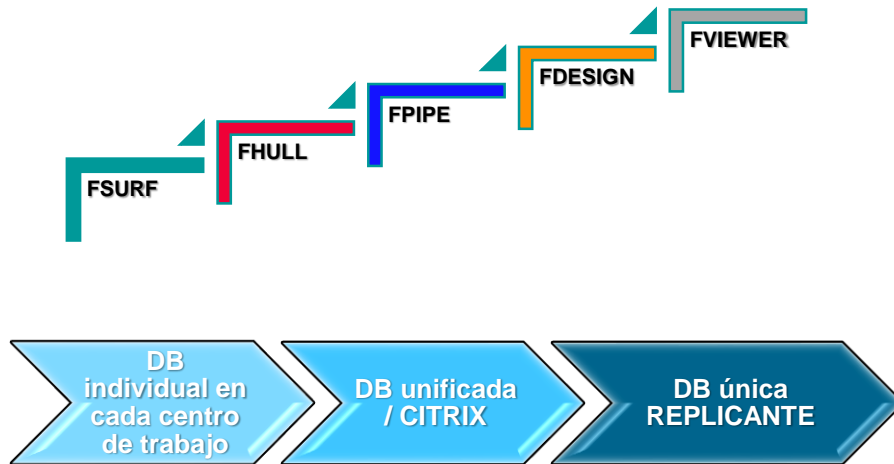 FSURF
FHULL
FPIPE
FDESIGN
FVIEWER
DB
individual en
cada centro
de trabajo
DB unificada
/ CITRIX
DB única
REPLICANTE